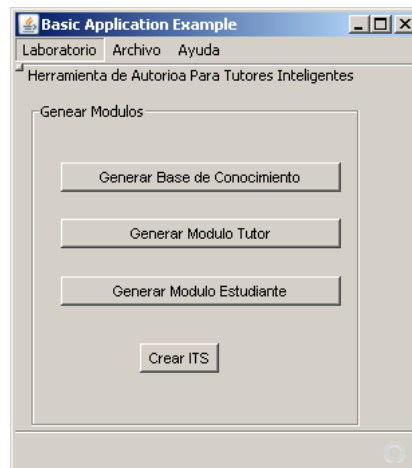 Basic Application Example
Laboratorio Archivo Ayuda
Herramienta de Autorioa Para Tutores Inteligentes
Genear Modulos
Generar Base de Conocimiento
Generar Modulo Tutor
Generar Modulo Estudiante
Crear ITS